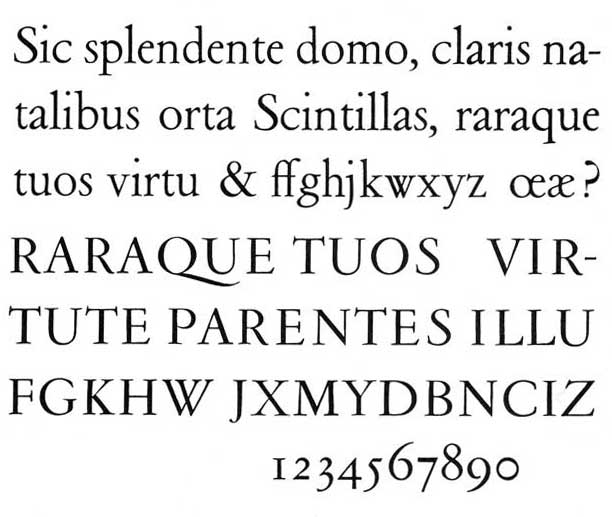 Sic splendente domo, claris na-
talibus orta Scintillas, raraque
tuos virtu & ffghjkwxyz œæ?
RARAQUE TUOS VIR-
TUTE PARENTES ILLU
FGKHW JXMYDBNCIZ
1234567890